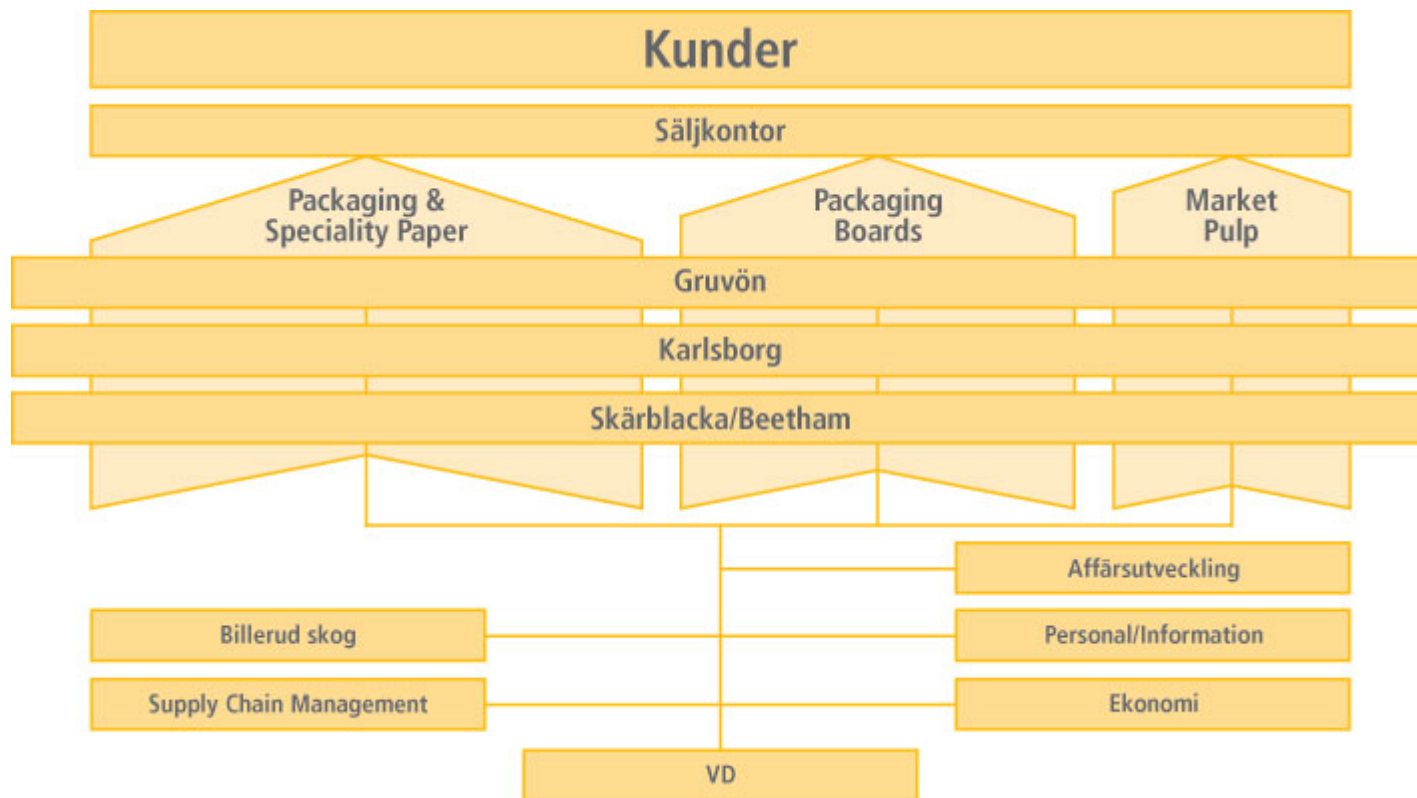 Kunder
Säljkontor
Packaging &
Speciality Paper
Packaging
Boards
Market
Pulp
Gruvön
Karlsborg
Skärblacka/Beetham
Affärsutveckling
Billerud skog
Personal/Information
Supply Chain Management
Ekonomi
VD